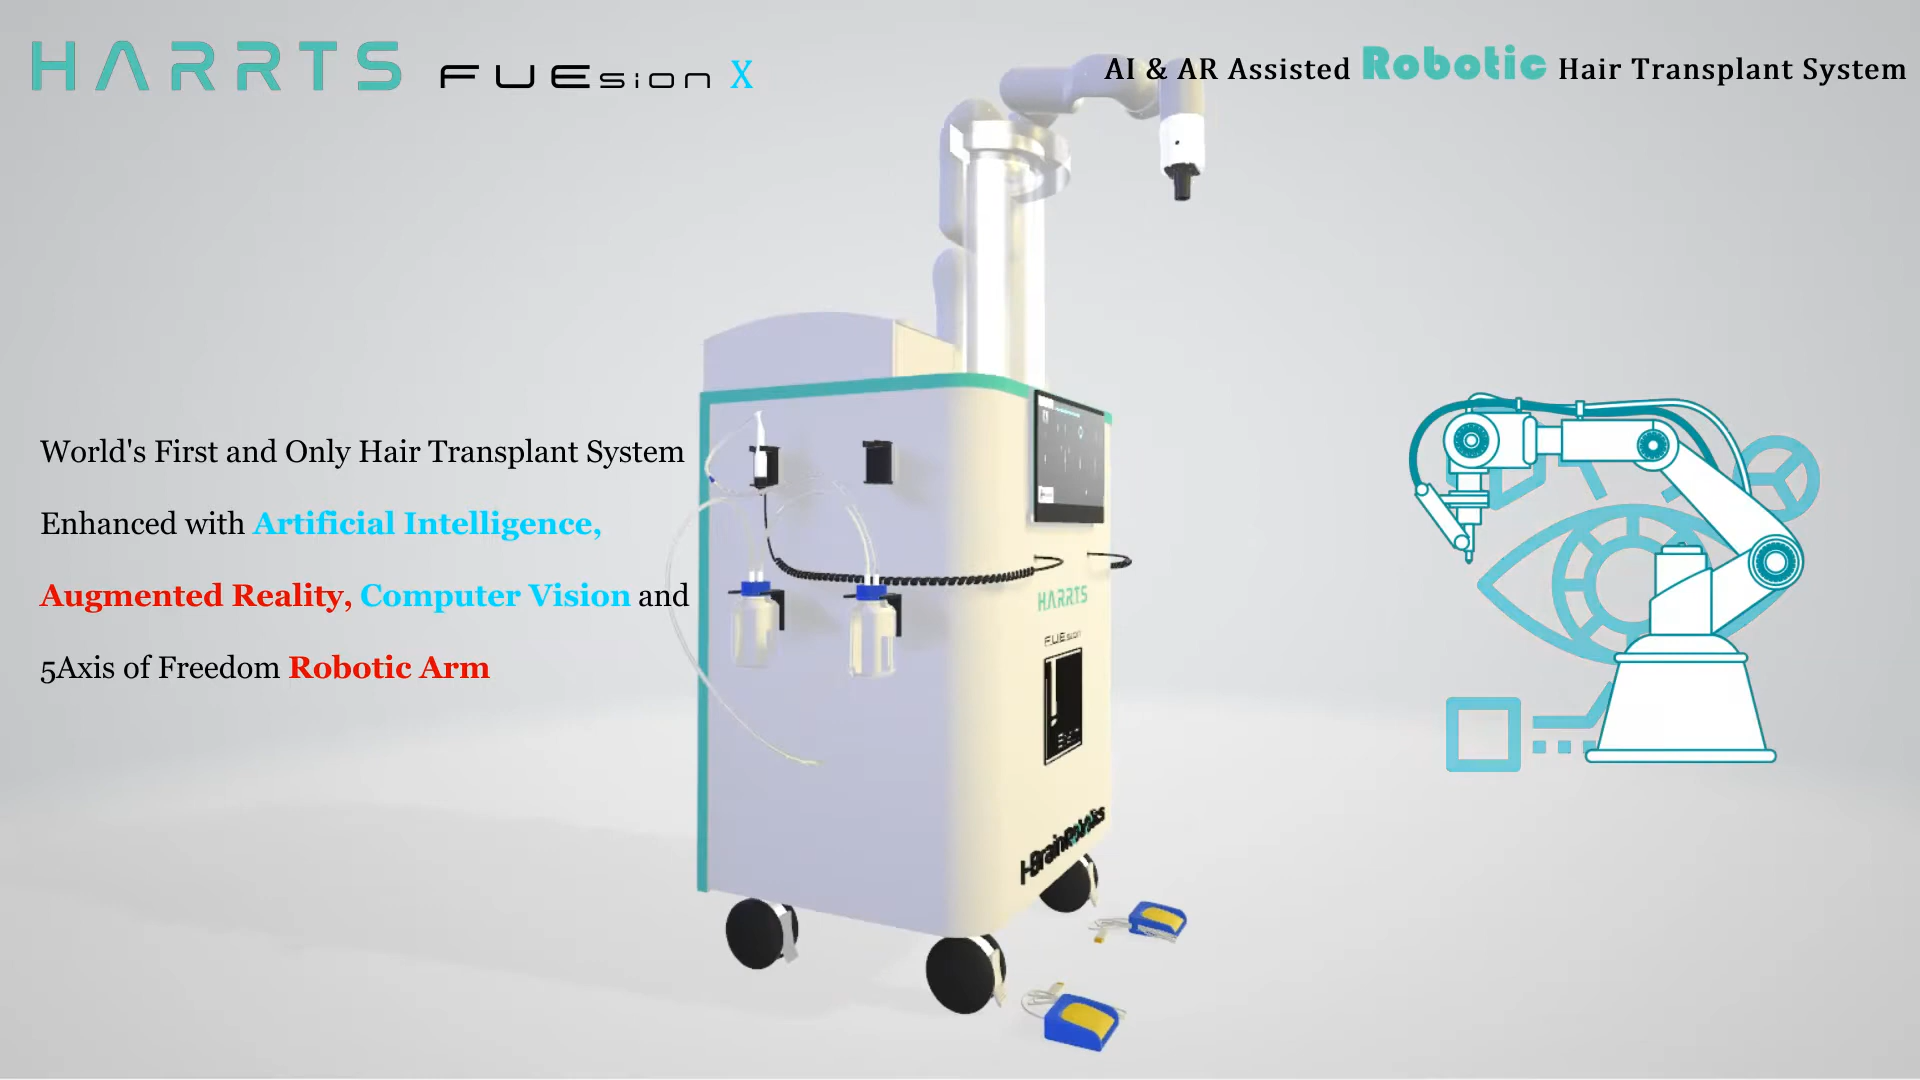 HARRTS FUEsion X
AI & AR Assisted Robotic Hair Transplant System
World's First and Only Hair Transplant System
Enhanced with Artificial Intelligence,
Augmented Reality, Computer Vision and
5Axis of Freedom Robotic Arm
HARRTS
FUEsion
I-BrainRobotics